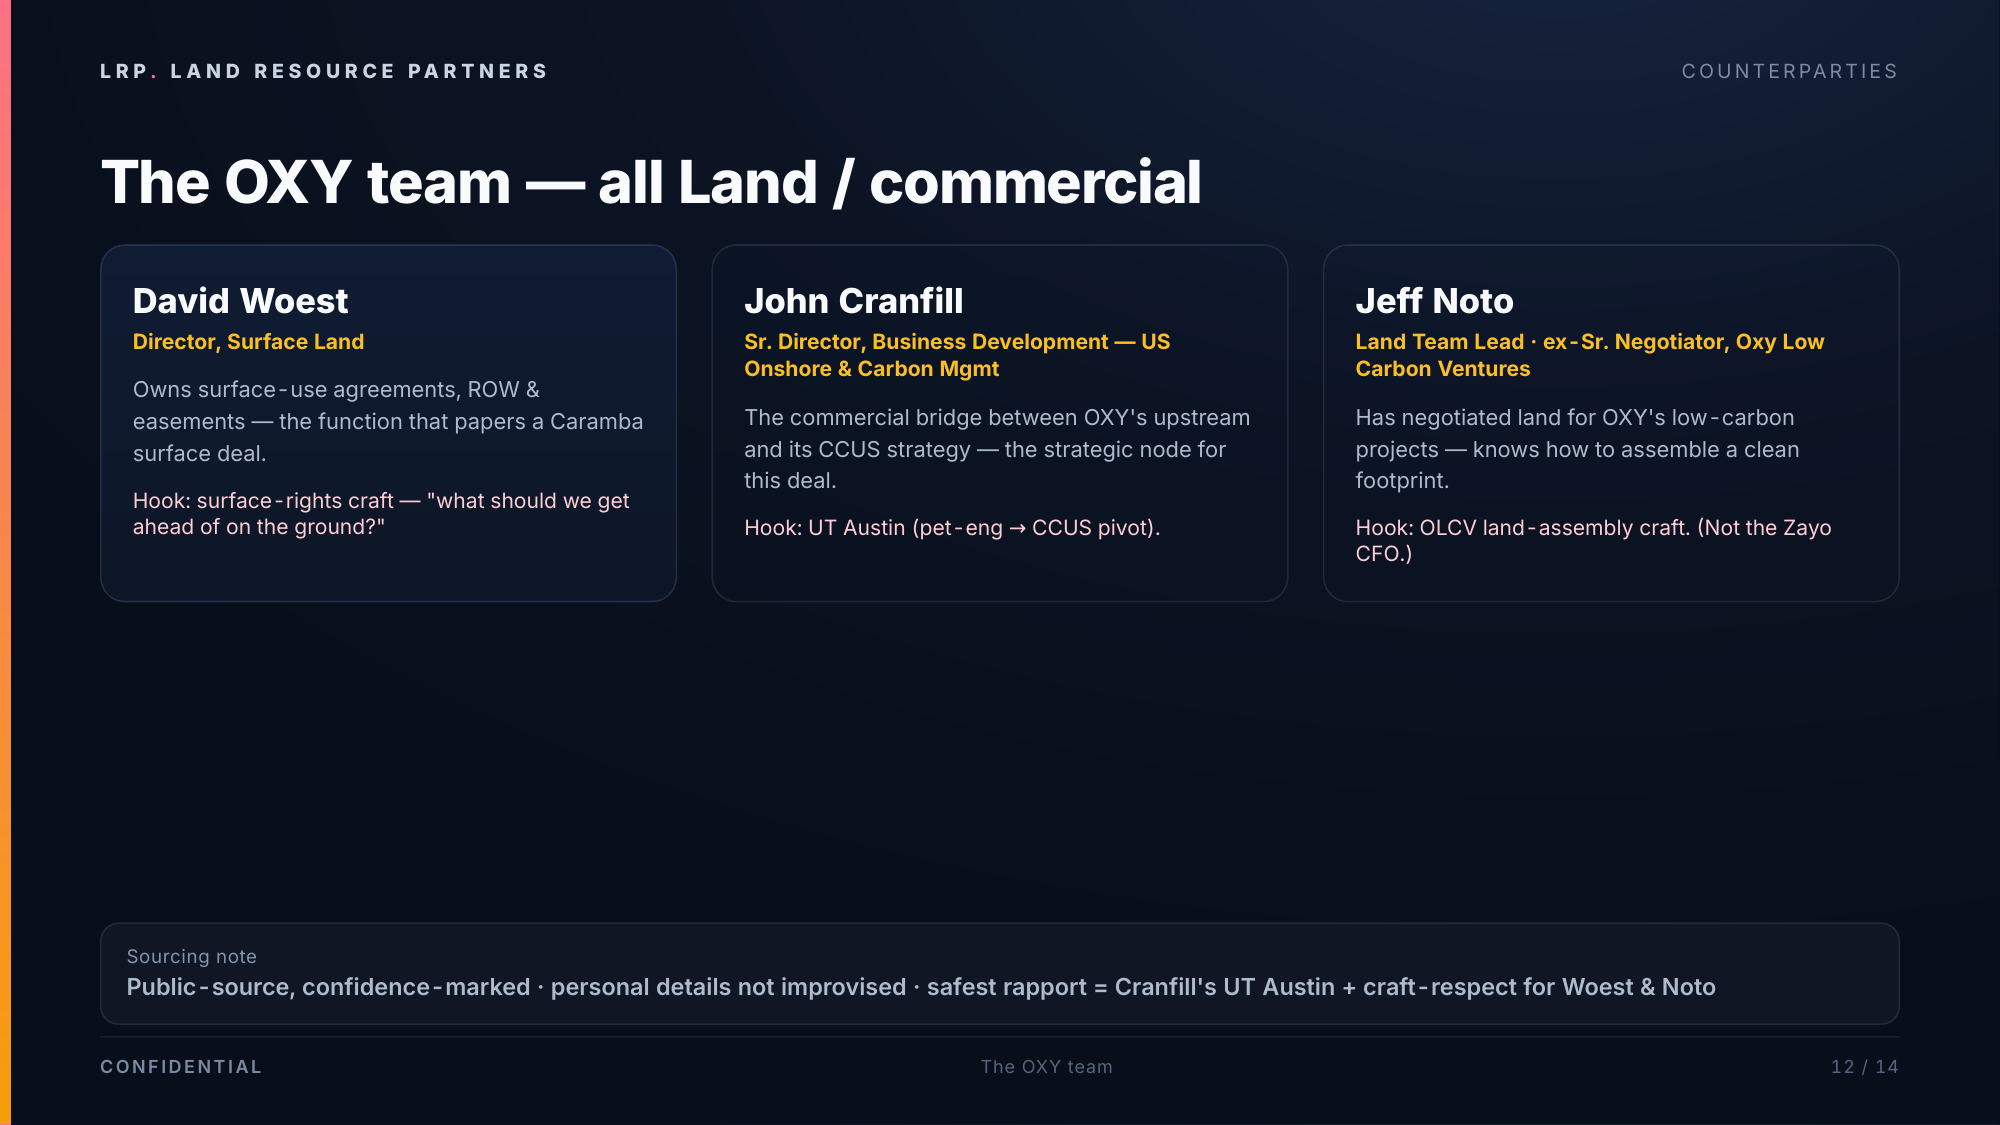 LRP. LAND RESOURCE PARTNERS
COUNTERPARTIES
The OXY team — all Land / commercial
David Woest
Director, Surface Land
Owns surface-use agreements, ROW &
easements — the function that papers a Caramba
surface deal.
Hook: surface-rights craft — "what should we get
ahead of on the ground?"
John Cranfill
Sr. Director, Business Development — US
Onshore & Carbon Mgmt
The commercial bridge between OXY's upstream
and its CCUS strategy — the strategic node for
this deal.
Hook: UT Austin (pet-eng → CCUS pivot).
Jeff Noto
Land Team Lead · ex-Sr. Negotiator, Oxy Low
Carbon Ventures
Has negotiated land for OXY's low-carbon
projects — knows how to assemble a clean
footprint.
Hook: OLCV land-assembly craft. (Not the Zayo
CFO.)
Sourcing note
Public-source, confidence-marked · personal details not improvised · safest rapport = Cranfill's UT Austin + craft-respect for Woest & Noto
CONFIDENTIAL
The OXY team
12 / 14